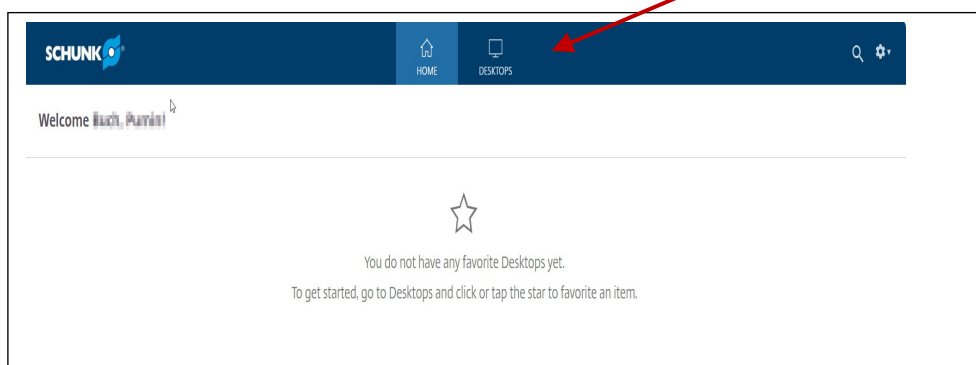 SCHUNK
HOME
DESKTOPS
Welcome
You do not have any favorite Desktops yet.
To get started, go to Desktops and click or tap the star to favorite an item.